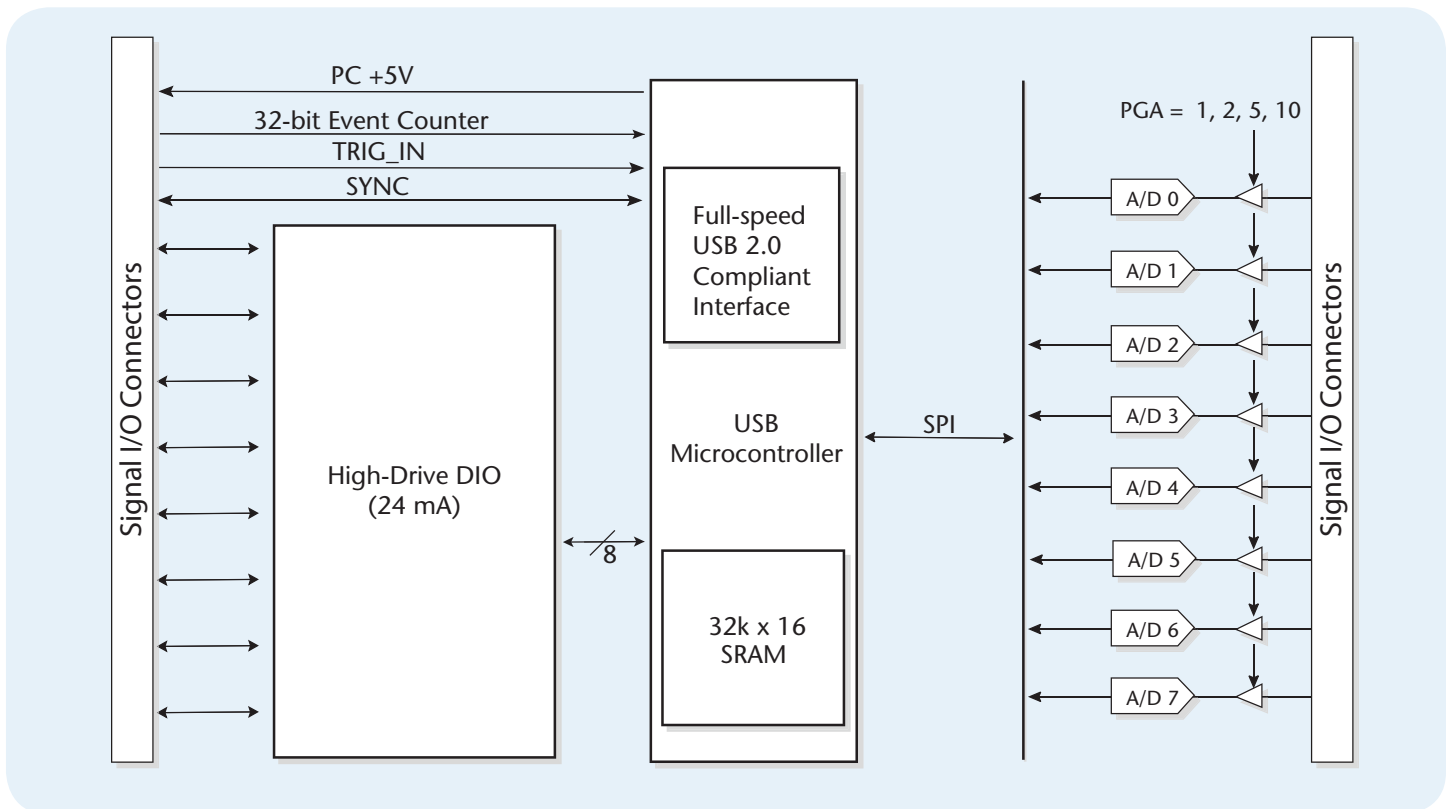 Signal I/O Connectors
PC +5V
32-bit Event Counter
TRIG_IN
SYNC
High-Drive DIO
(24 mA)
8
Full-speed
USB 2.0
Compliant
Interface
USB
Microcontroller
32k x 16
SRAM
SPI
PGA = 1, 2, 5, 10
A/D 0
A/D 1
A/D 2
A/D 3
A/D 4
A/D 5
A/D 6
A/D 7
Signal I/O Connectors